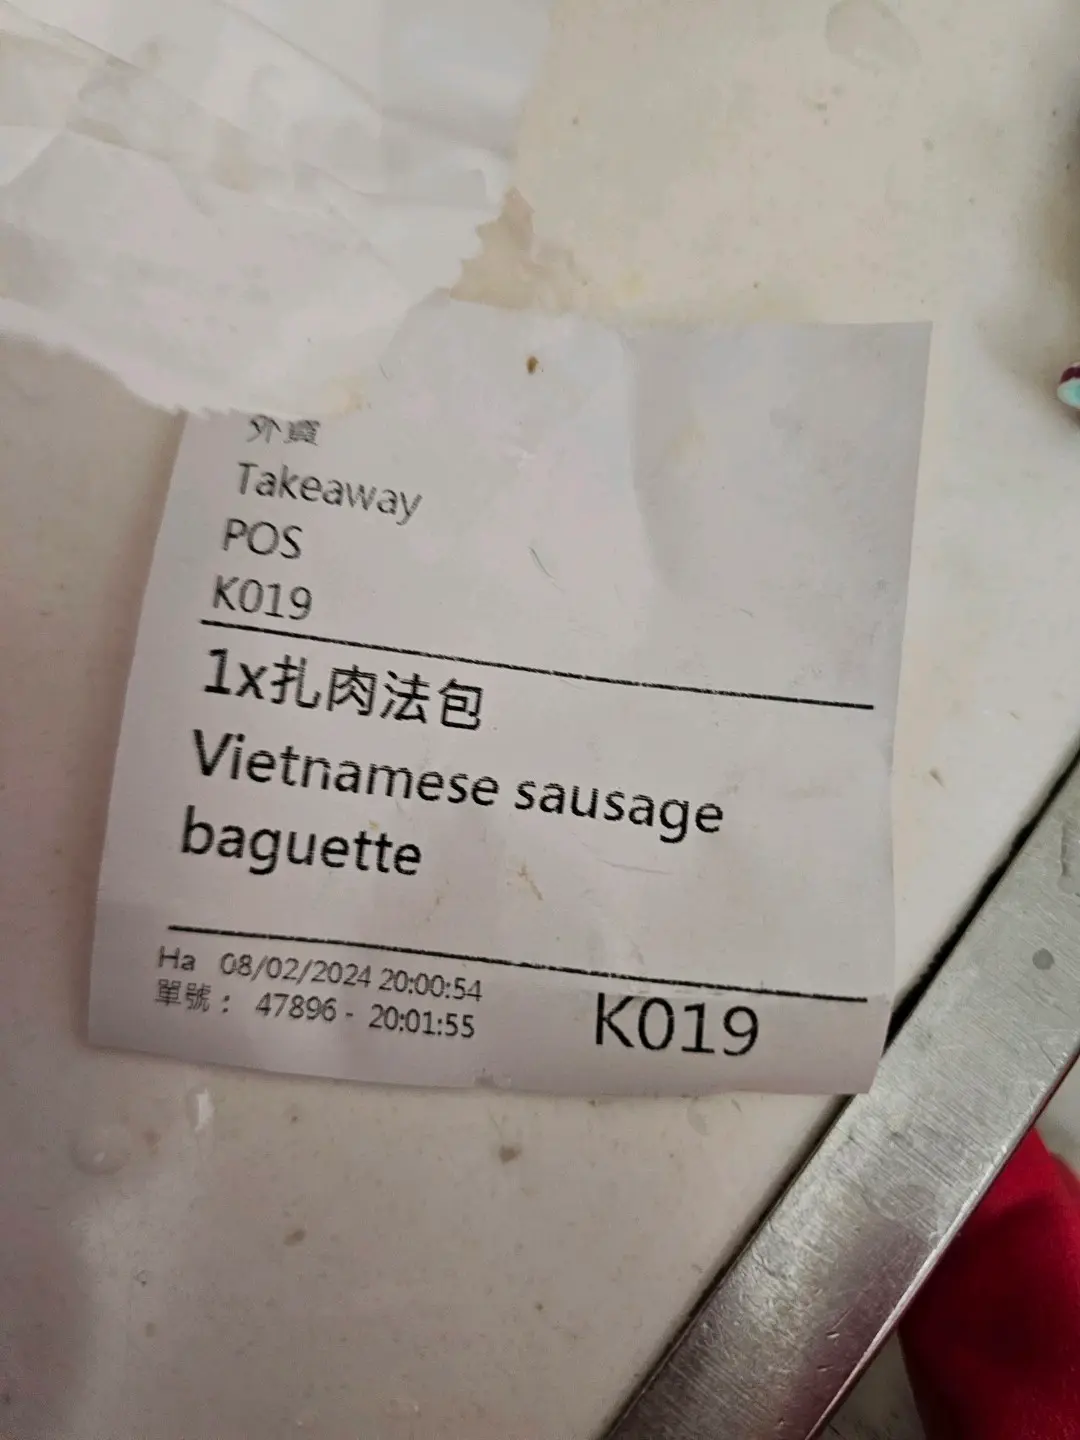 外賣
Takeaway
POS
K019
1x扎肉法包
Vietnamese sausage
baguette
Ha 08/02/2024 20:00:54
單號： 47896 - 20:01:55
K019